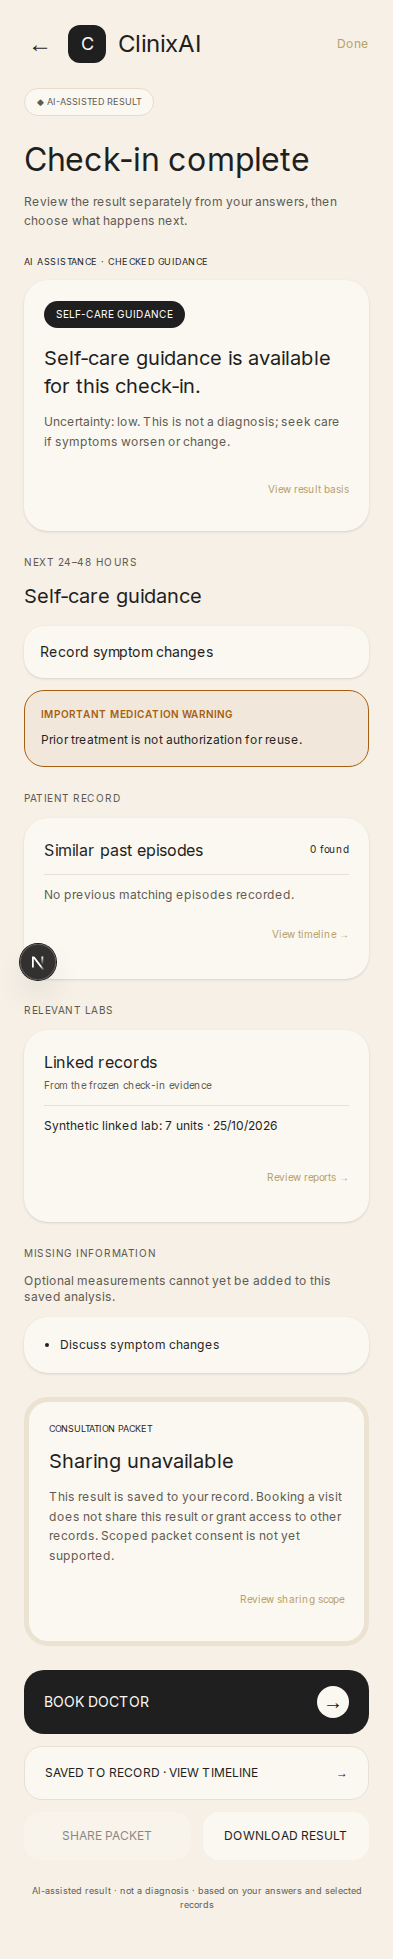 ←
C
ClinixAI
Done
◆ AI-ASSISTED RESULT
Check-in complete
Review the result separately from your answers, then
choose what happens next.
AI ASSISTANCE · CHECKED GUIDANCE
SELF-CARE GUIDANCE
Self-care guidance is available
for this check-in.
Uncertainty: low. This is not a diagnosis; seek care
if symptoms worsen or change.
View result basis
NEXT 24–48 HOURS
Self-care guidance
Record symptom changes
IMPORTANT MEDICATION WARNING
Prior treatment is not authorization for reuse.
PATIENT RECORD
Similar past episodes
0 found
No previous matching episodes recorded.
View timeline →
N
RELEVANT LABS
Linked records
From the frozen check-in evidence
Synthetic linked lab: 7 units · 25/10/2026
Review reports →
MISSING INFORMATION
Optional measurements cannot yet be added to this
saved analysis.
• Discuss symptom changes
CONSULTATION PACKET
Sharing unavailable
This result is saved to your record. Booking a visit
does not share this result or grant access to other
records. Scoped packet consent is not yet
supported.
Review sharing scope
BOOK DOCTOR →
SAVED TO RECORD · VIEW TIMELINE →
SHARE PACKET
DOWNLOAD RESULT
AI-assisted result · not a diagnosis · based on your answers and selected
records